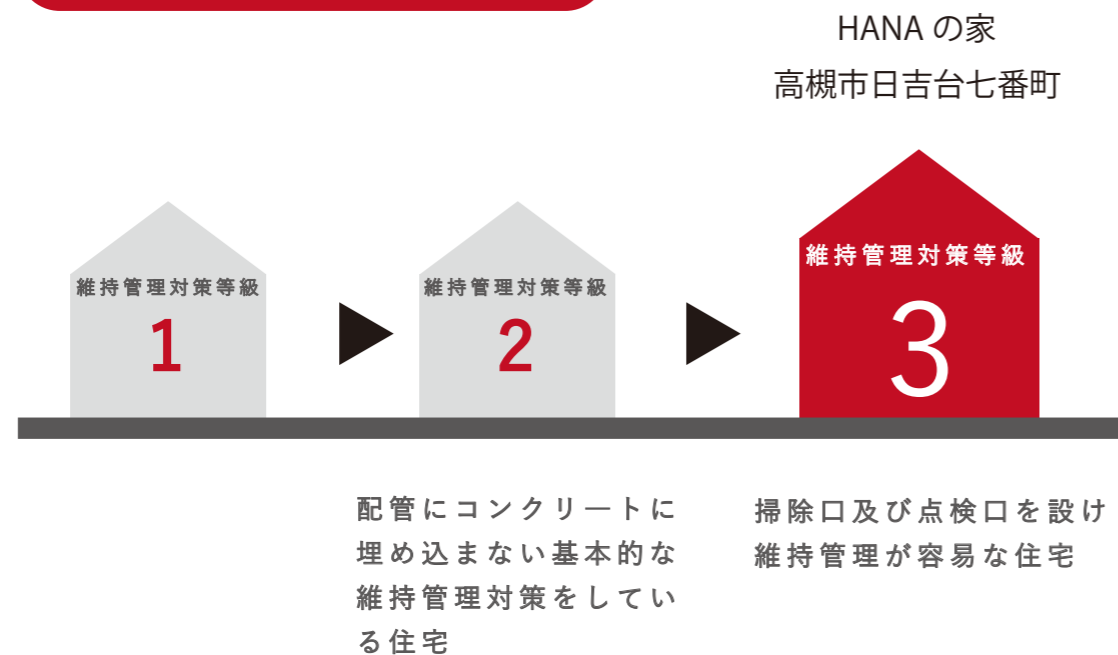 HANA の家
高槻市日吉台七番町
維持管理対策等級
1
維持管理対策等級
2
維持管理対策等級
3
配管にコンクリートに
埋め込まない基本的な
維持管理対策をしてい
る住宅
掃除口及び点検口を設け
維持管理が容易な住宅